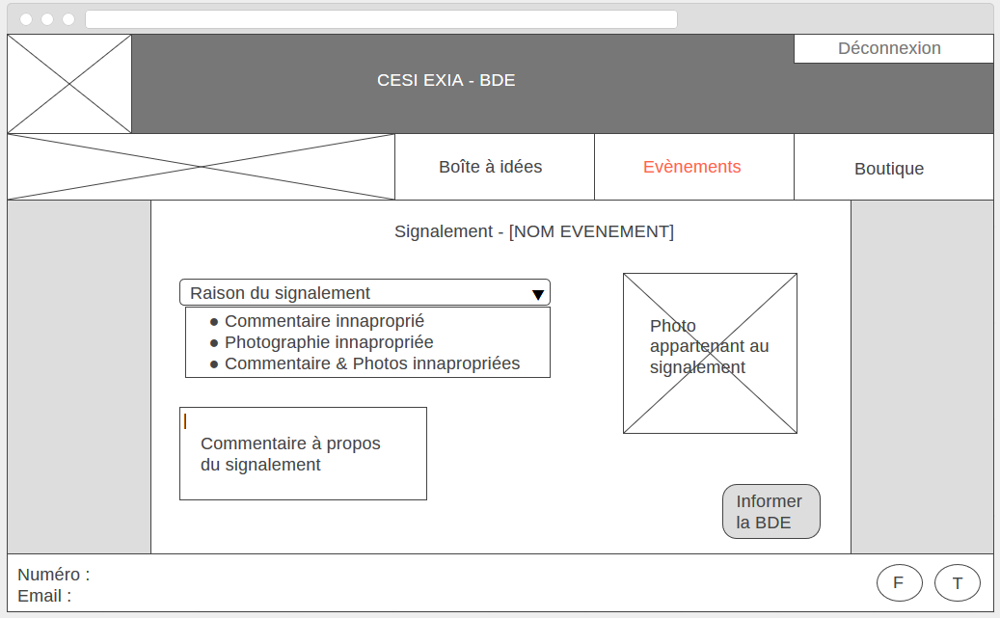 Déconnexion
CESI EXIA - BDE
Boîte à idées
Evènements
Boutique
Signalement - [NOM EVENEMENT]
Raison du signalement
● Commentaire innaproprié
● Photographie innapropriée
● Commentaire & Photos innapropriées
Photo
appartenant au
signalement
Commentaire à propos
du signalement
Informer
la BDE
Numéro :
Email :
F
T